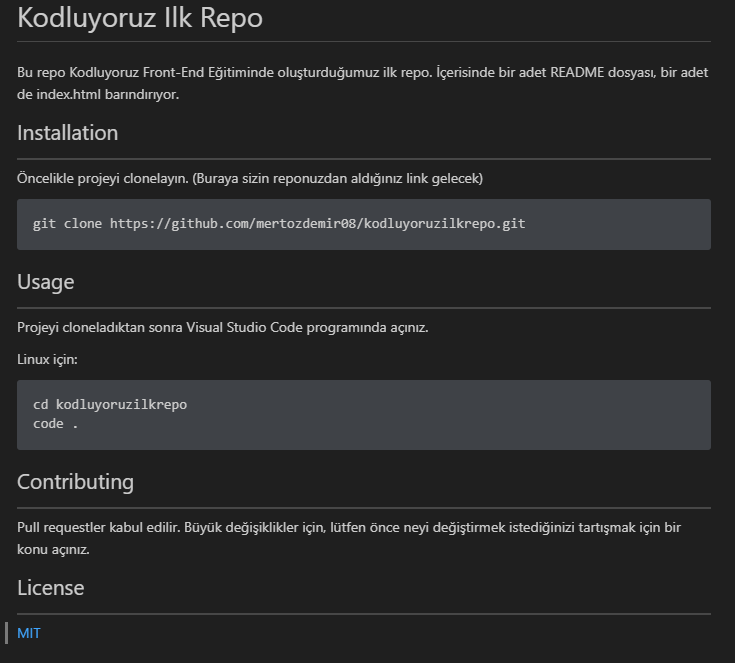 Kodluyoruz Ilk Repo
Bu repo Kodluyoruz Front-End Eğitiminde oluşturduğumuz ilk repo. İçerisinde bir adet README dosyası, bir adet
de index.html barındırıyor.
Installation
Öncelikle projeyi clonelayın. (Buraya sizin reponuzdan aldığınız link gelecek)
git clone https://github.com/mertozdemir08/kodluyoruzilkrepo.git
Usage
Projeyi cloneladıktan sonra Visual Studio Code programında açınız.
Linux için:
cd kodluyoruzilkrepo
code .
Contributing
Pull requestler kabul edilir. Büyük değişiklikler için, lütfen önce neyi değiştirmek istediğinizi tartışmak için bir
konu açınız.
License
MIT